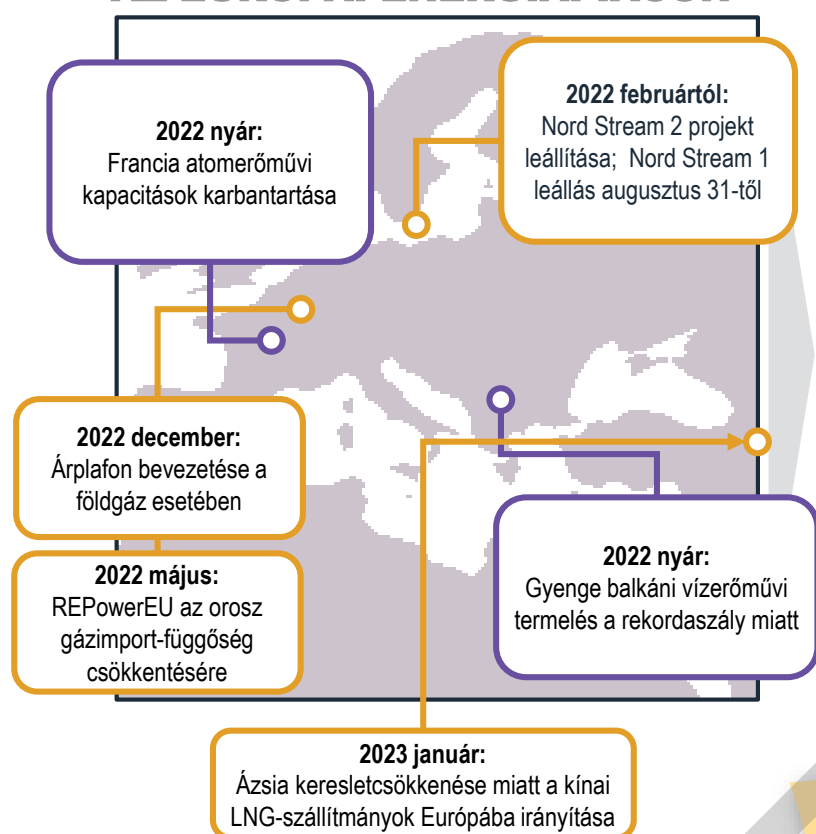 2022 nyár:
Francia atomerőművi
kapacitások karbantartása
2022 februártól:
Nord Stream 2 projekt
leállítása; Nord Stream 1
leállás augusztus 31-től
2022 december:
Árplafon bevezetése a
földgáz esetében
2022 május:
REPowerEU az orosz
gázimport-függőség
csökkentésére
2022 nyár:
Gyenge balkáni vízerőművi
termelés a rekordaszály miatt
2023 január:
Ázsia keresletcsökkenése miatt a kínai
LNG-szállítmányok Európába irányítása